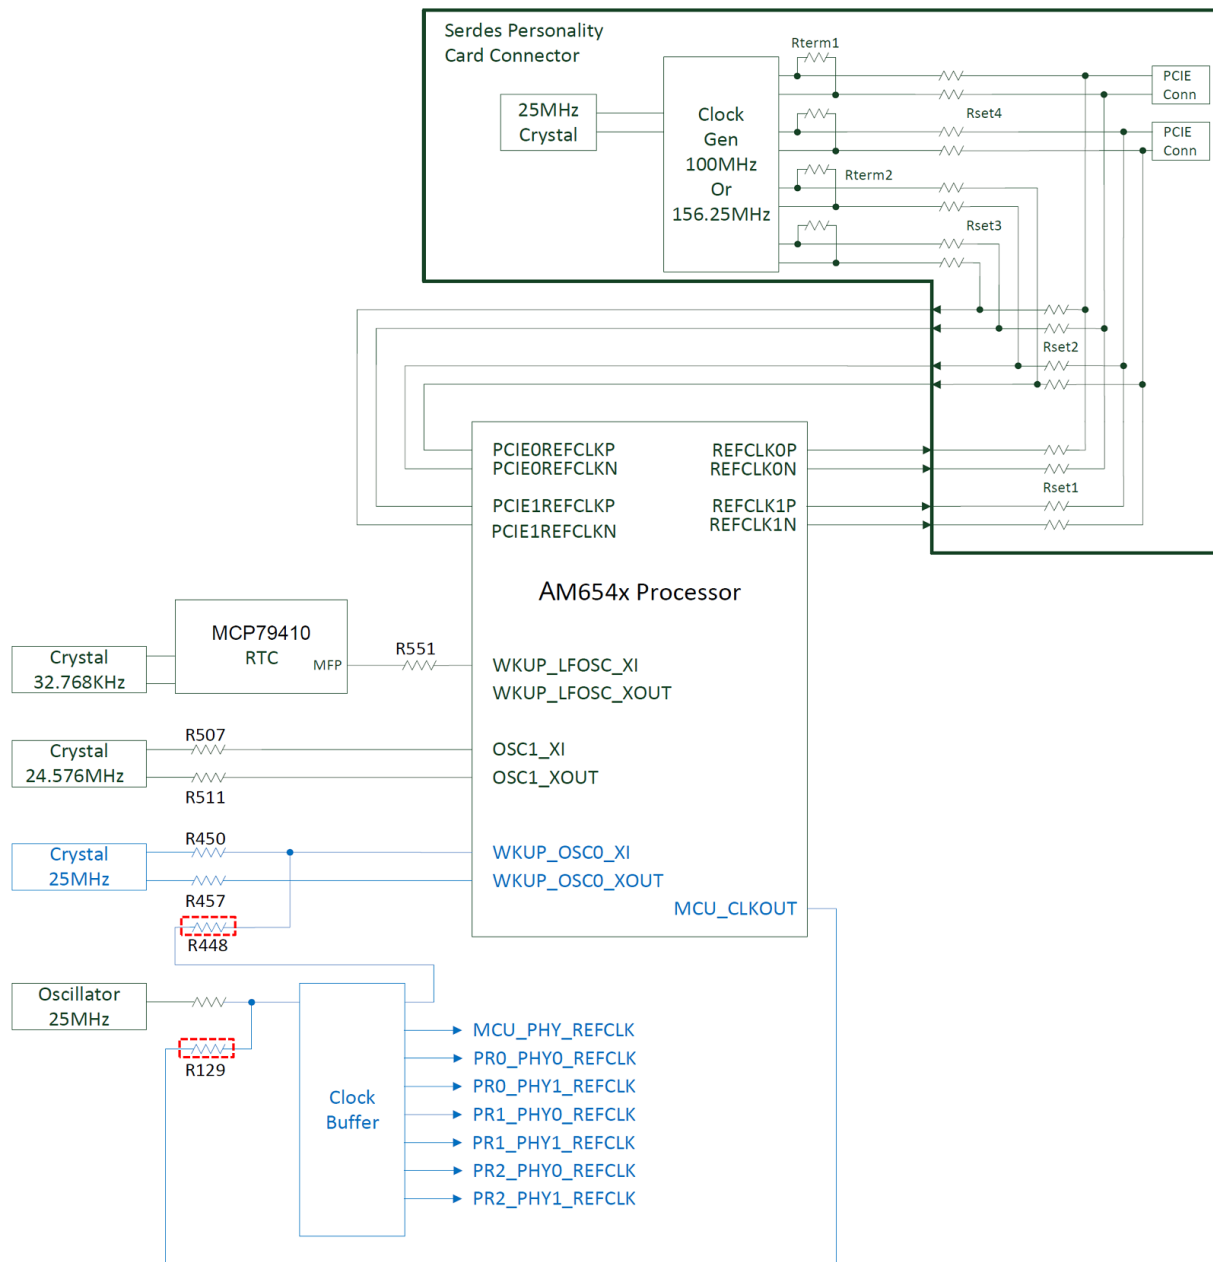 Serdes Personality
Card Connector
Rterm1
25MHz
Crystal
Clock
Gen
100MHz
Or
156.25MHz
PCIE
Conn
Rset4
PCIE
Conn
Rterm2
Rset3
Rset2
PCIE0REFCLKP
PCIE0REFCLKN
PCIE1REFCLKP
PCIE1REFCLKN
REFCLK0P
REFCLK0N
REFCLK1P
REFCLK1N
Rset1
AM654x Processor
MCP79410
RTC
MFP
R551
Crystal
32.768KHz
WKUP_LFOSC_XI
WKUP_LFOSC_XOUT
R507
Crystal
24.576MHz
R511
OSC1_XI
OSC1_XOUT
R450
Crystal
25MHz
R457
WKUP_OSC0_XI
WKUP_OSC0_XOUT
MCU_CLKOUT
R448
Oscillator
25MHz
R129
Clock
Buffer
MCU_PHY_REFCLK
PR0_PHY0_REFCLK
PR0_PHY1_REFCLK
PR1_PHY0_REFCLK
PR1_PHY1_REFCLK
PR2_PHY0_REFCLK
PR2_PHY1_REFCLK